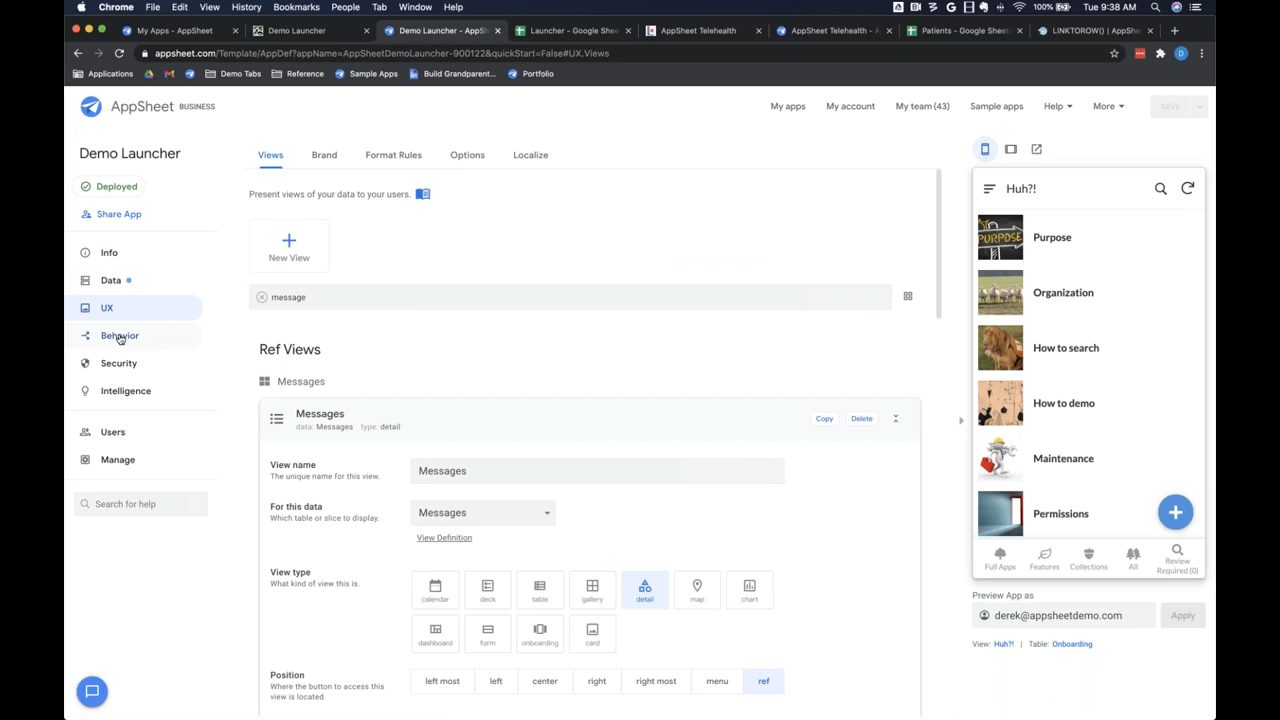 Chrome File Edit View History Bookmarks People Tab Window Help 100% Tue 9:38 AM
My Apps - AppSheet Demo Launcher Demo Launcher - AppS Launcher - Google Shee AppSheet Telehealth AppSheet Telehealth - A Patients - Google Sheet LINKTOROW() | AppShe
appsheet.com/Template/AppDef?appName=AppSheetDemoLauncher-900122&quickStart=False#UX.Views
Applications Demo Tabs Reference Sample Apps Build Grandparent... Portfolio
AppSheet BUSINESS
My apps My account My team (43) Sample apps Help More SAVE
Demo Launcher
Deployed
Share App
Info
Data
UX
Behavior
Security
Intelligence
Users
Manage
Search for help
Views Brand Format Rules Options Localize
Present views of your data to your users.
New View
message
Ref Views
Messages
Messages
data: Messages type: detail
Copy Delete
View name
The unique name for this view.
Messages
For this data
Which table or slice to display.
Messages
View Definition
View type
What kind of view this is.
calendar deck table gallery detail map chart
dashboard form onboarding card
Position
Where the button to access this
view is located.
left most left center right right most menu ref
Huh?!
PURPOSE
Purpose
Organization
How to search
How to demo
Maintenance
Permissions
Full Apps Features Collections All Review
Required (0)
Preview App as
derek@appsheetdemo.com Apply
View: Huh?! | Table: Onboarding